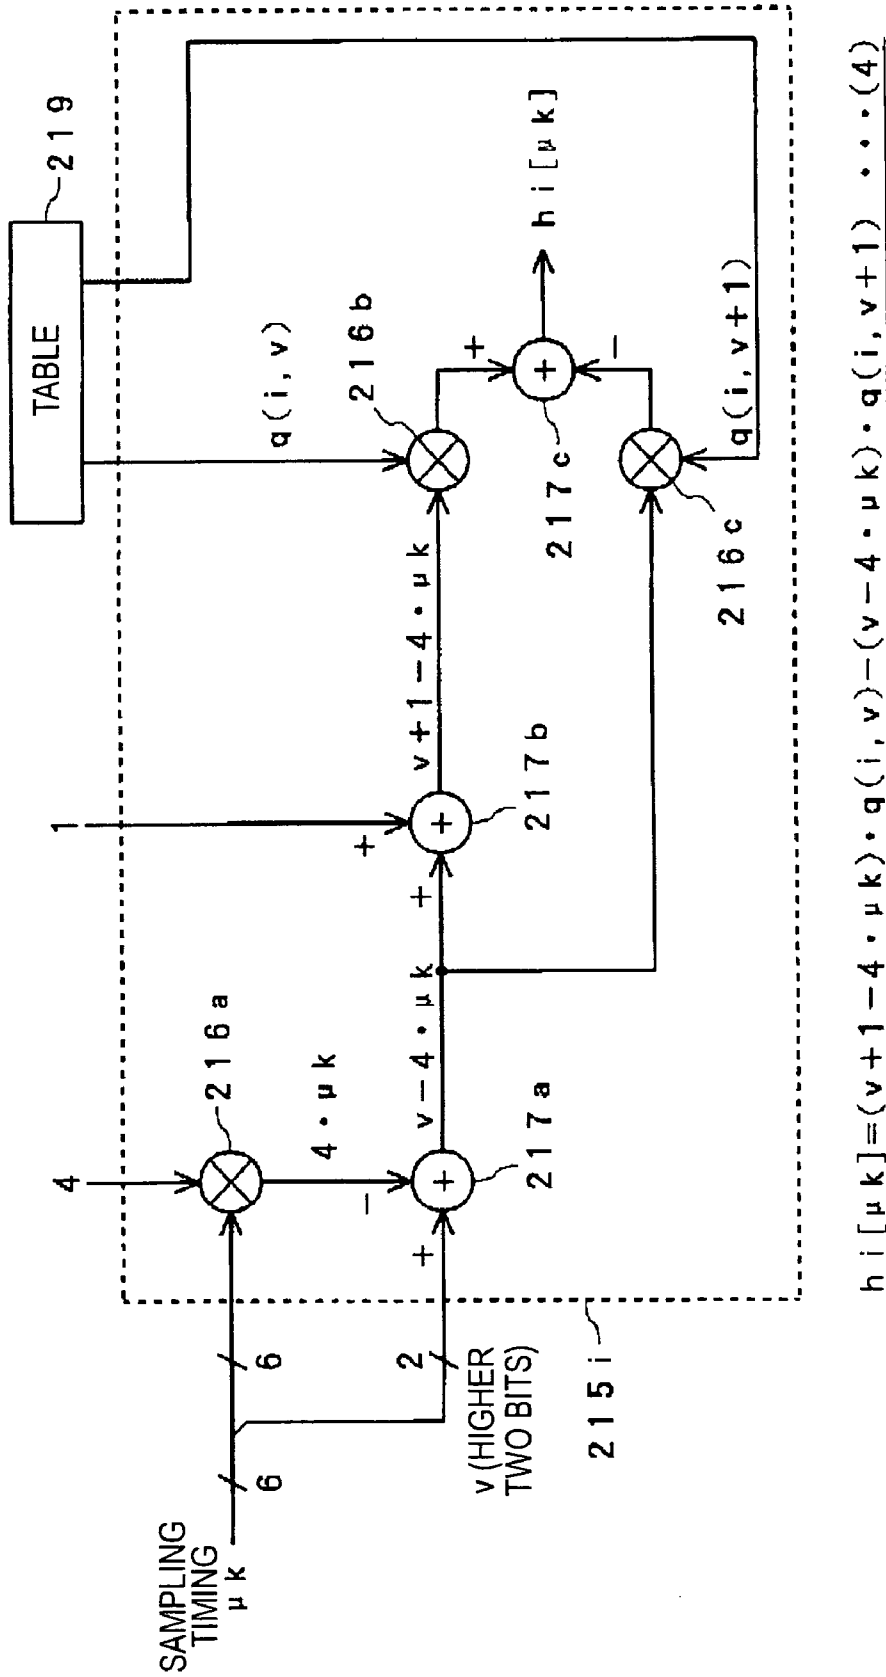 TABLE
219
SAMPLING
TIMING
μk
6
6
4
216a
4・μk
1
q(i,v)
216b
2
v(HIGHER
TWO BITS)
+
−
+
217a
v−4・μk
+
+
+
217b
v+1−4・μk
+
+
−
217c
hi[μk]
216c
q(i,v+1)
215i
hi[μk]=(v+1−4・μk)・q(i,v)−(v−4・μk)・q(i,v+1) ・・・(4)